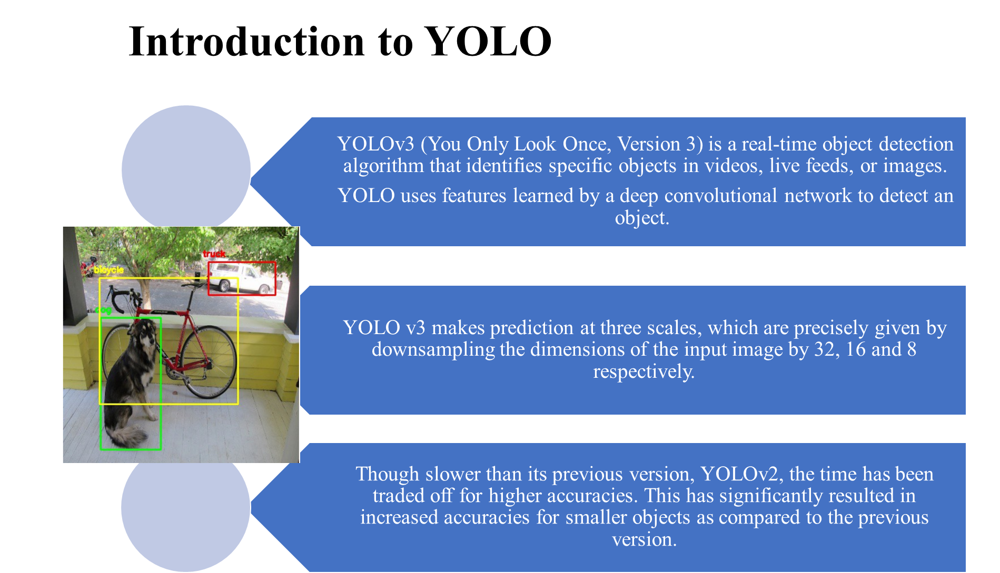 Introduction to YOLO
YOLOv3 (You Only Look Once, Version 3) is a real-time object detection
algorithm that identifies specific objects in videos, live feeds, or images.
YOLO uses features learned by a deep convolutional network to detect an
object.
truck
bicycle
dog
YOLO v3 makes prediction at three scales, which are precisely given by
downsampling the dimensions of the input image by 32, 16 and 8
respectively.
Though slower than its previous version, YOLOv2, the time has been
traded off for higher accuracies. This has significantly resulted in
increased accuracies for smaller objects as compared to the previous
version.